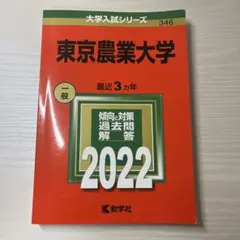 大学入試シリーズ
346
東京農業大学
一般
最近3カ年
傾向と対策
過去問
解答
2022
教学社